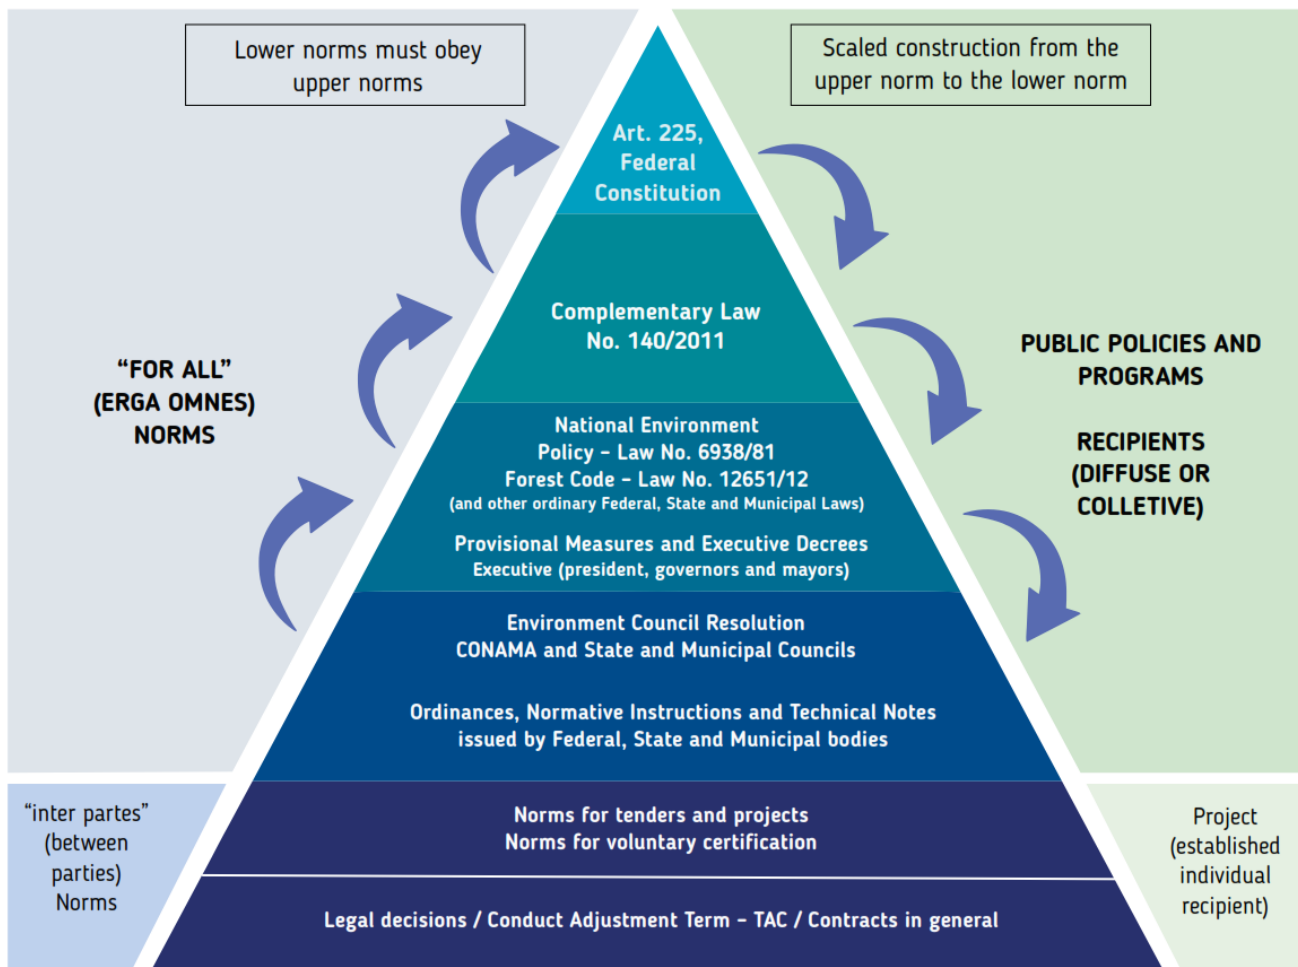 Lower norms must obey
upper norms
Scaled construction from the
upper norm to the lower norm
Art. 225,
Federal
Constitution
Complementary Law
No. 140/2011
“FOR ALL”
(ERGA OMNES)
NORMS
PUBLIC POLICIES AND
PROGRAMS
RECIPIENTS
(DIFFUSE OR
COLLETIVE)
National Environment
Policy – Law No. 6938/81
Forest Code – Law No. 12651/12
(and other ordinary Federal, State and Municipal Laws)
Provisional Measures and Executive Decrees
Executive (president, governors and mayors)
Environment Council Resolution
CONAMA and State and Municipal Councils
Ordinances, Normative Instructions and Technical Notes
issued by Federal, State and Municipal bodies
“inter partes”
(between
parties)
Norms
Norms for tenders and projects
Norms for voluntary certification
Project
(established
individual
recipient)
Legal decisions / Conduct Adjustment Term – TAC / Contracts in general